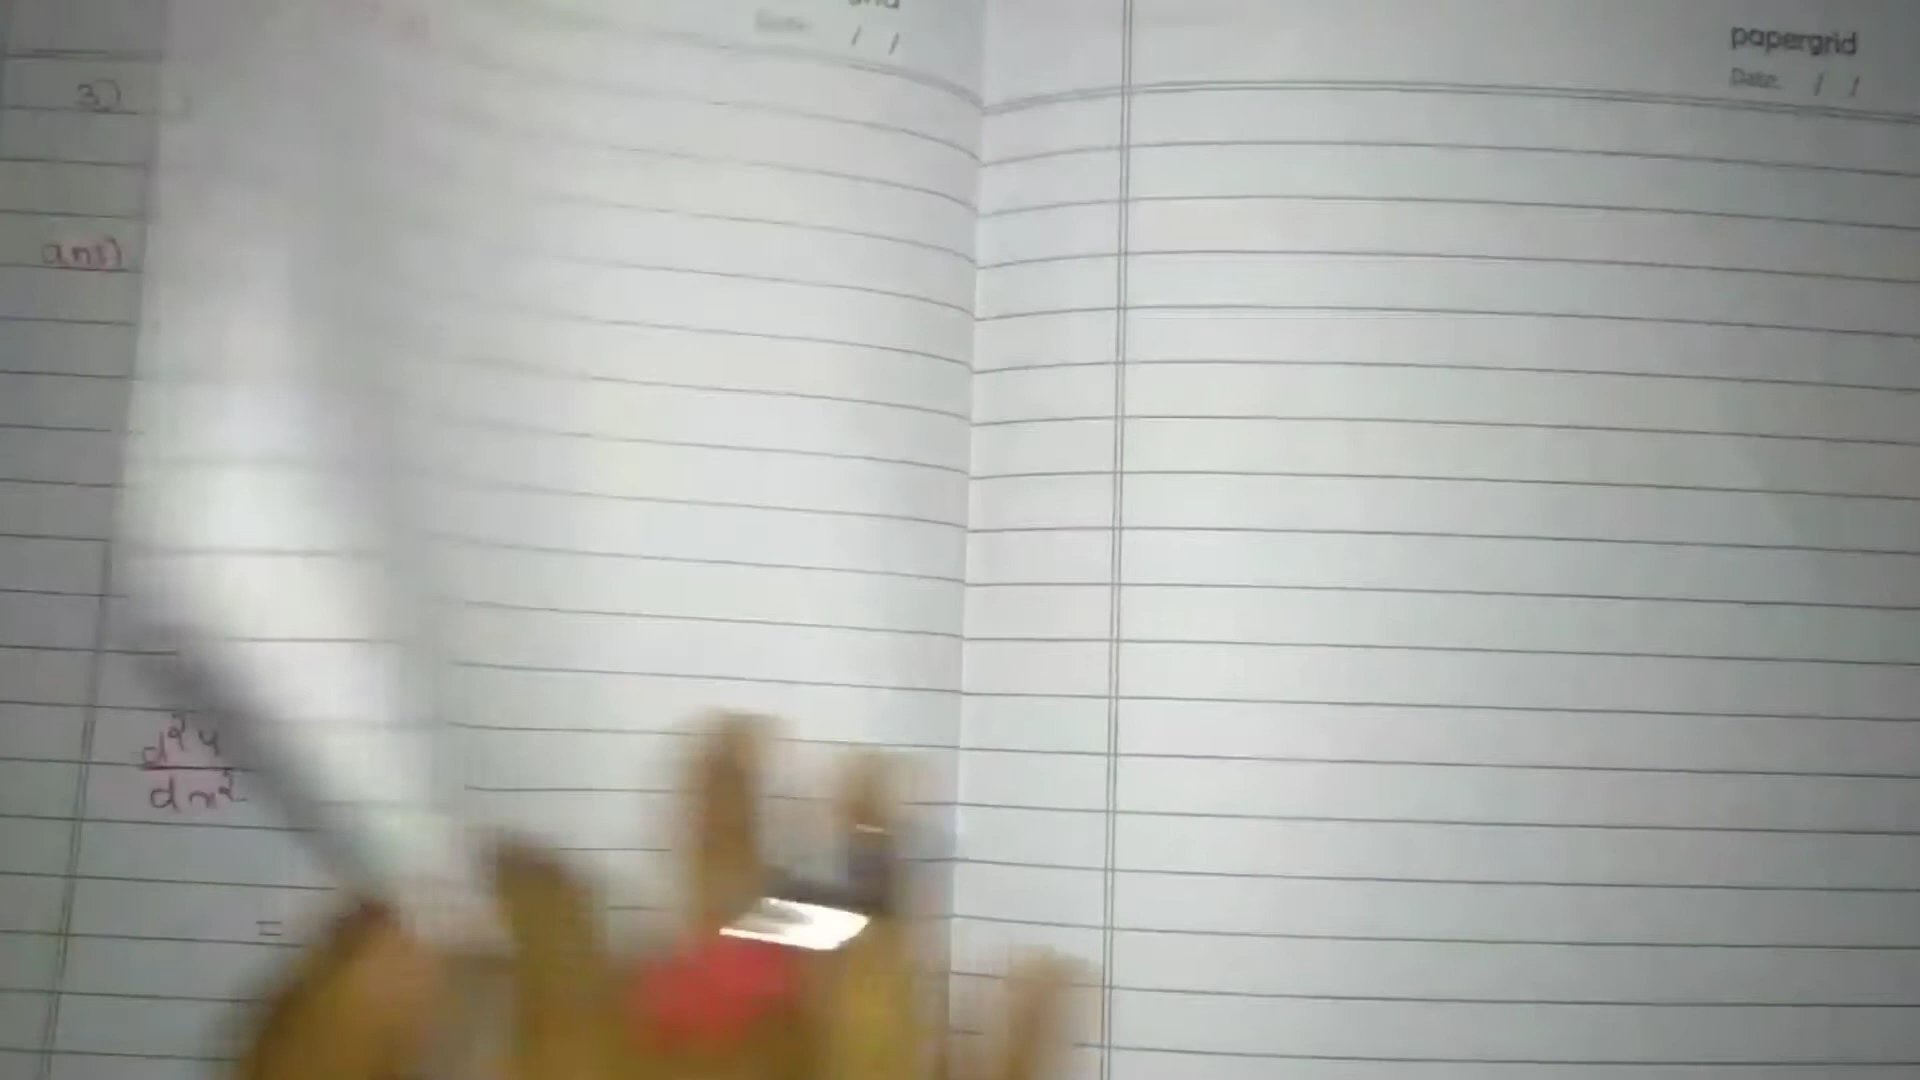 Date: / /
papergrid
Date: / /
3)
ans)
d²y
dx²
=